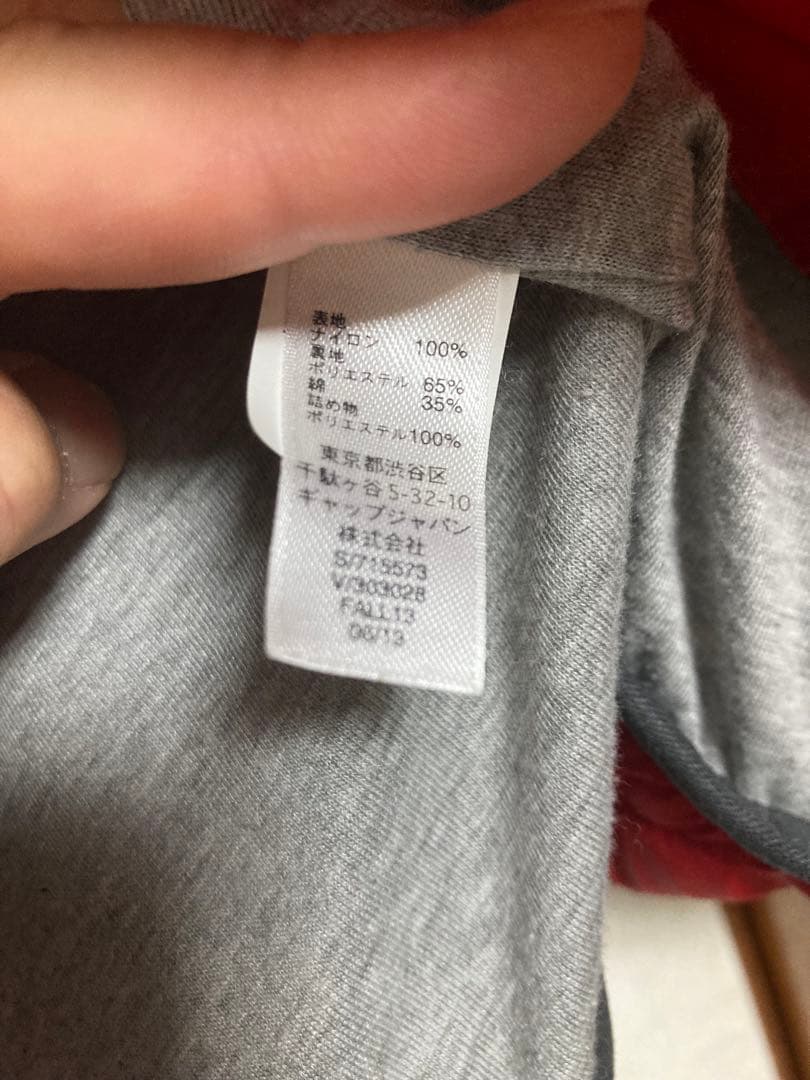 表地
ナイロン 100%
裏地
ポリエステル 65%
綿 35%
詰め物
ポリエステル100%
東京都渋谷区
千駄ヶ谷 5-32-10
ギャップジャパン
株式会社
S/715573
V/303028
FALL13
06/13